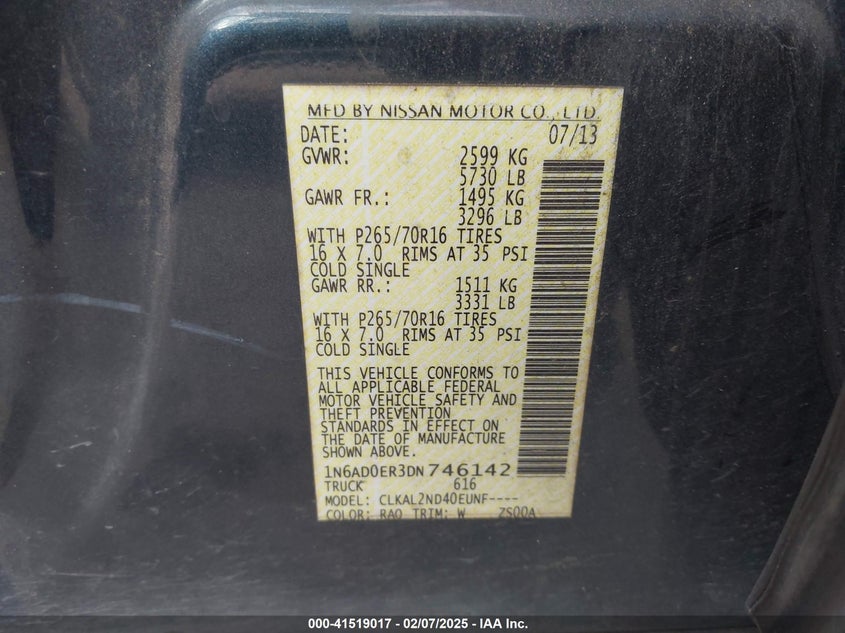 MFD BY NISSAN MOTOR CO., LTD.
DATE: 07/13
GVWR: 2599 KG
5730 LB
GAWR FR.: 1495 KG
3296 LB
WITH P265/70R16 TIRES
16 X 7.0 RIMS AT 35 PSI
COLD SINGLE
GAWR RR.: 1511 KG
3331 LB
WITH P265/70R16 TIRES
16 X 7.0 RIMS AT 35 PSI
COLD SINGLE
THIS VEHICLE CONFORMS TO
ALL APPLICABLE FEDERAL
MOTOR VEHICLE SAFETY AND
THEFT PREVENTION
STANDARDS IN EFFECT ON
THE DATE OF MANUFACTURE
SHOWN ABOVE.
1N6AD0ER3DN746142
TRUCK 616
MODEL: CLKAL2ND40EUNF----
COLOR: RAO TRIM: W ZS00A
000-41519017 — 02/07/2025 — IAA Inc.